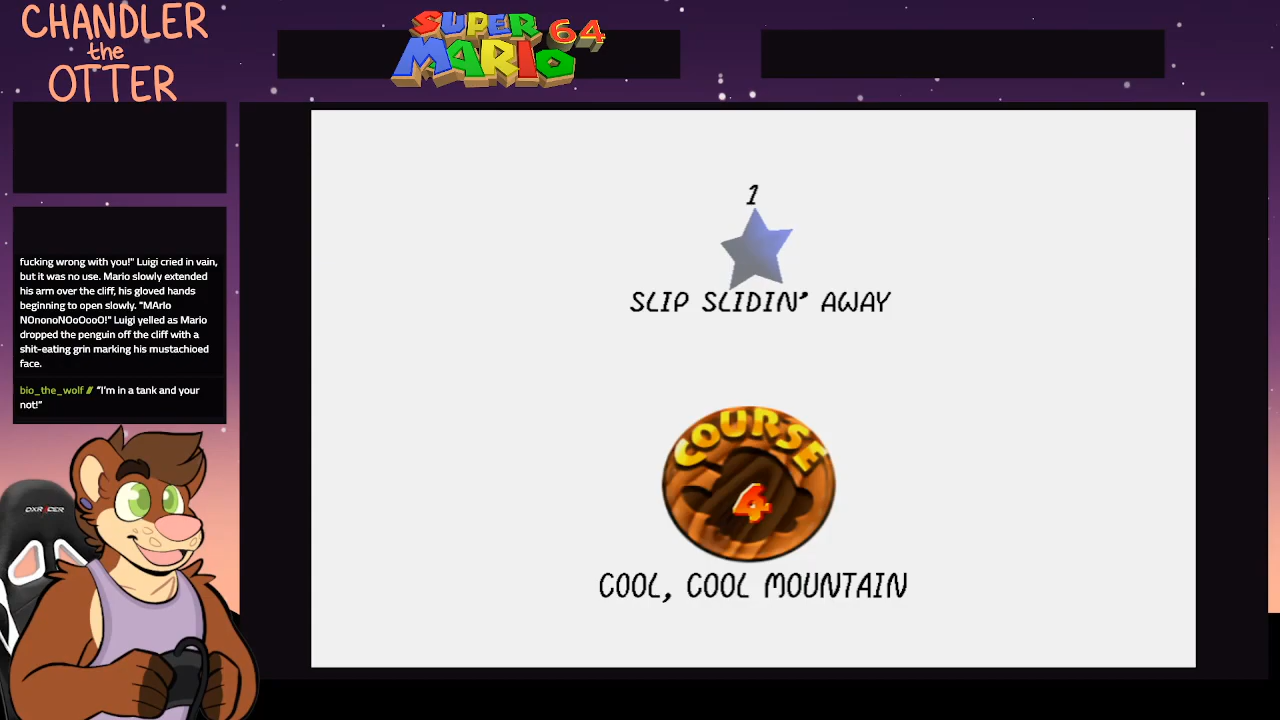 CHANDLER
the
OTTER
SUPER
MARIO 64
fucking wrong with you!" Luigi cried in vain,
but it was no use. Mario slowly extended
his arm over the cliff, his gloved hands
beginning to open slowly. "MArIo
NOnonoNOoOooO!" Luigi yelled as Mario
dropped the penguin off the cliff with a
shit-eating grin marking his mustachioed
face.
bio_the_wolf // "I'm in a tank and your
not!"
DXRACER
1
SLIP SLIDIN' AWAY
COURSE
4
COOL, COOL MOUNTAIN